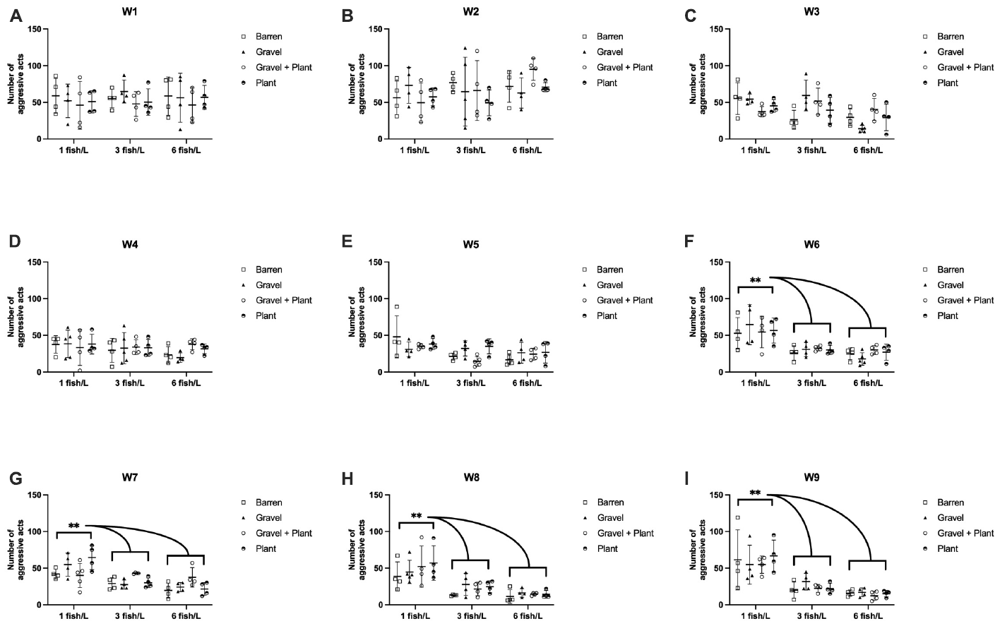 A
W1
Number of
aggressive acts
150
100
50
0
1 fish/L 3 fish/L 6 fish/L
Barren
Gravel
Gravel + Plant
Plant
B
W2
Number of
aggressive acts
150
100
50
0
1 fish/L 3 fish/L 6 fish/L
Barren
Gravel
Gravel + Plant
Plant
C
W3
Number of
aggressive acts
150
100
50
0
1 fish/L 3 fish/L 6 fish/L
Barren
Gravel
Gravel + Plant
Plant
D
W4
Number of
aggressive acts
150
100
50
0
1 fish/L 3 fish/L 6 fish/L
Barren
Gravel
Gravel + Plant
Plant
E
W5
Number of
aggressive acts
150
100
50
0
1 fish/L 3 fish/L 6 fish/L
Barren
Gravel
Gravel + Plant
Plant
F
W6
Number of
aggressive acts
150
100
50
0
**
1 fish/L 3 fish/L 6 fish/L
Barren
Gravel
Gravel + Plant
Plant
G
W7
Number of
aggressive acts
150
100
50
0
**
1 fish/L 3 fish/L 6 fish/L
Barren
Gravel
Gravel + Plant
Plant
H
W8
Number of
aggressive acts
150
100
50
0
**
1 fish/L 3 fish/L 6 fish/L
Barren
Gravel
Gravel + Plant
Plant
I
W9
Number of
aggressive acts
150
100
50
0
**
1 fish/L 3 fish/L 6 fish/L
Barren
Gravel
Gravel + Plant
Plant